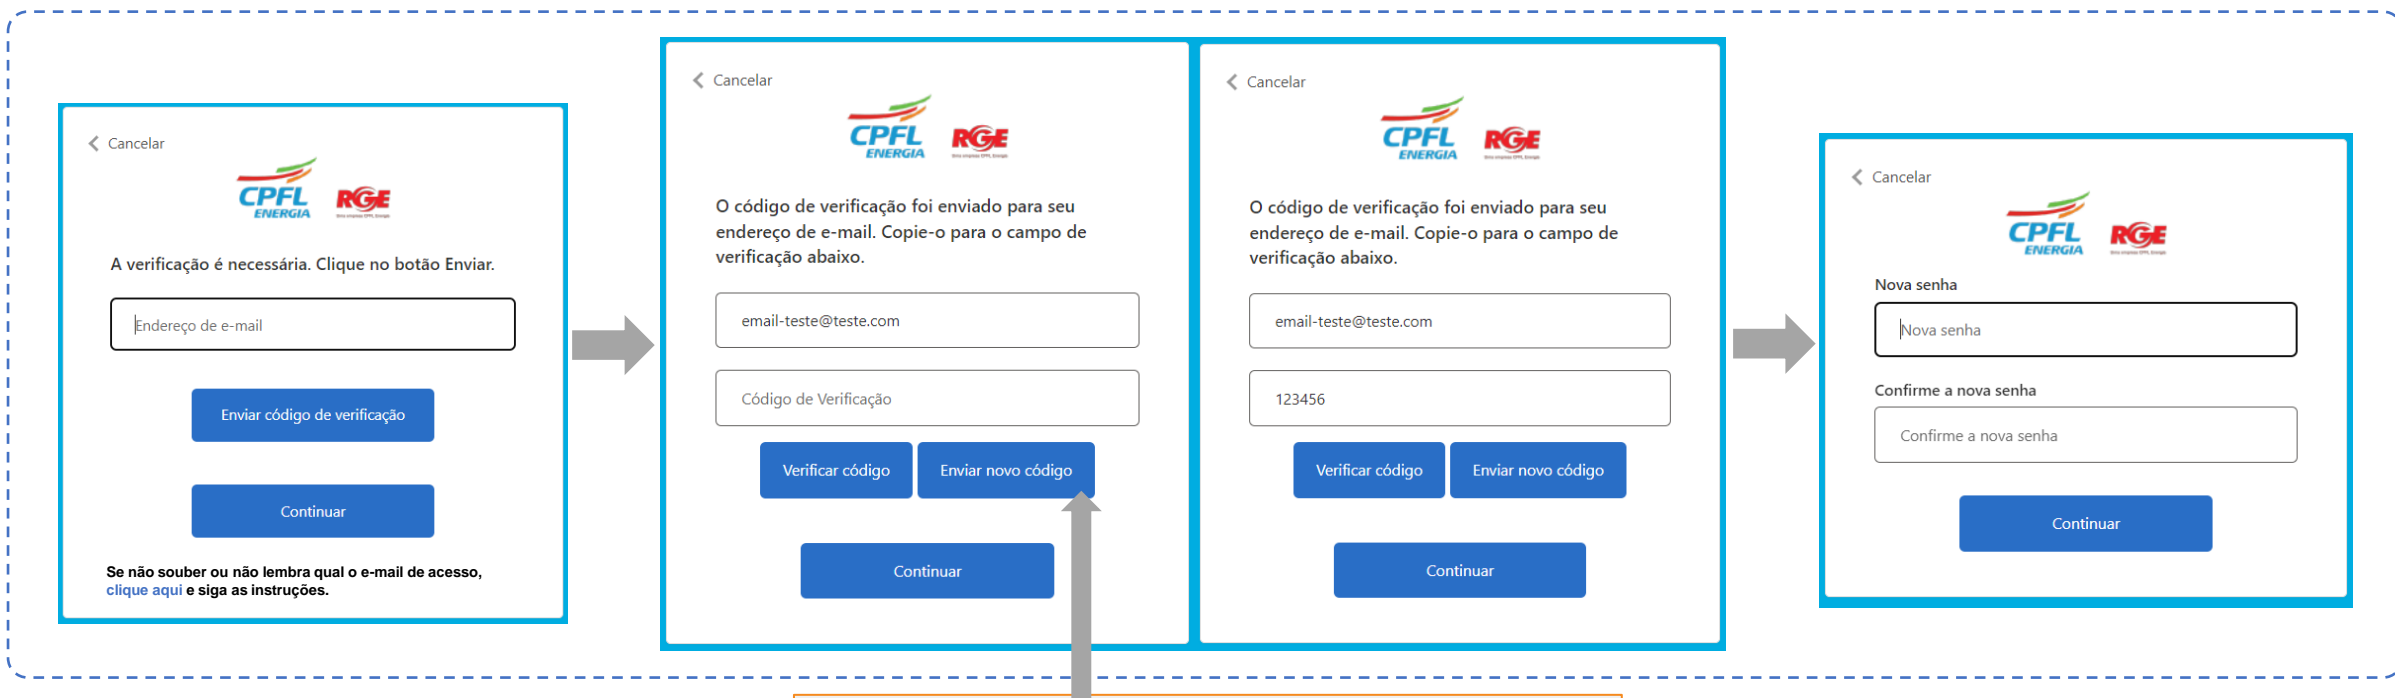 Cancelar
CPFL
ENERGIA
RGE
A verificação é necessária. Clique no botão Enviar.
Endereço de e-mail
Enviar código de verificação
Continuar
Se não souber ou não lembra qual o e-mail de acesso,
clique aqui e siga as instruções.
Cancelar
CPFL
ENERGIA
RGE
O código de verificação foi enviado para seu
endereço de e-mail. Copie-o para o campo de
verificação abaixo.
email-teste@teste.com
Código de Verificação
Verificar código
Enviar novo código
Continuar
Cancelar
CPFL
ENERGIA
RGE
O código de verificação foi enviado para seu
endereço de e-mail. Copie-o para o campo de
verificação abaixo.
email-teste@teste.com
123456
Verificar código
Enviar novo código
Continuar
Cancelar
CPFL
ENERGIA
RGE
Nova senha
Nova senha
Confirme a nova senha
Confirme a nova senha
Continuar